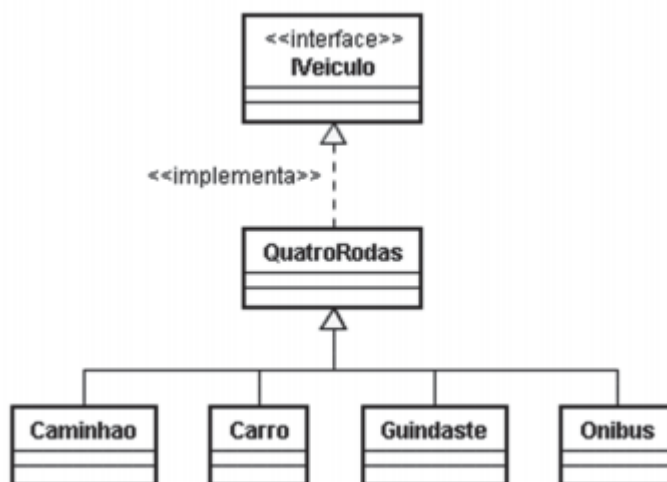 <<interface>>
IVeiculo
<<implementa>>
QuatroRodas
Caminhao
Carro
Guindaste
Onibus